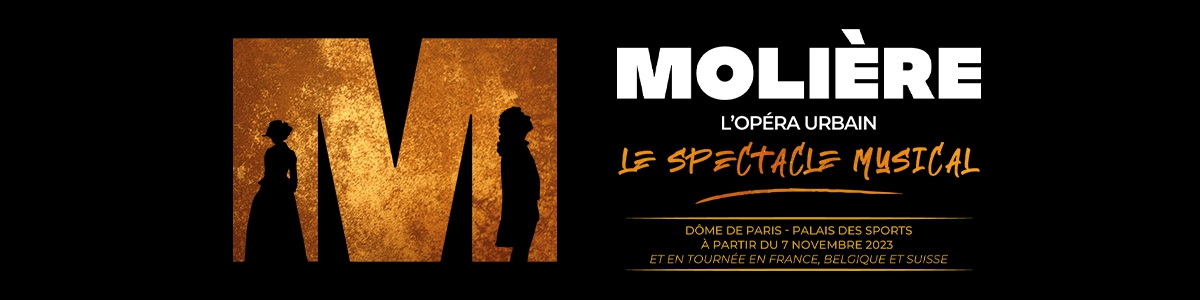 M
MOLIÈRE
L'OPÉRA URBAIN
LE SPECTACLE MUSICAL
DÔME DE PARIS - PALAIS DES SPORTS
À PARTIR DU 7 NOVEMBRE 2023
ET EN TOURNÉE EN FRANCE, BELGIQUE ET SUISSE